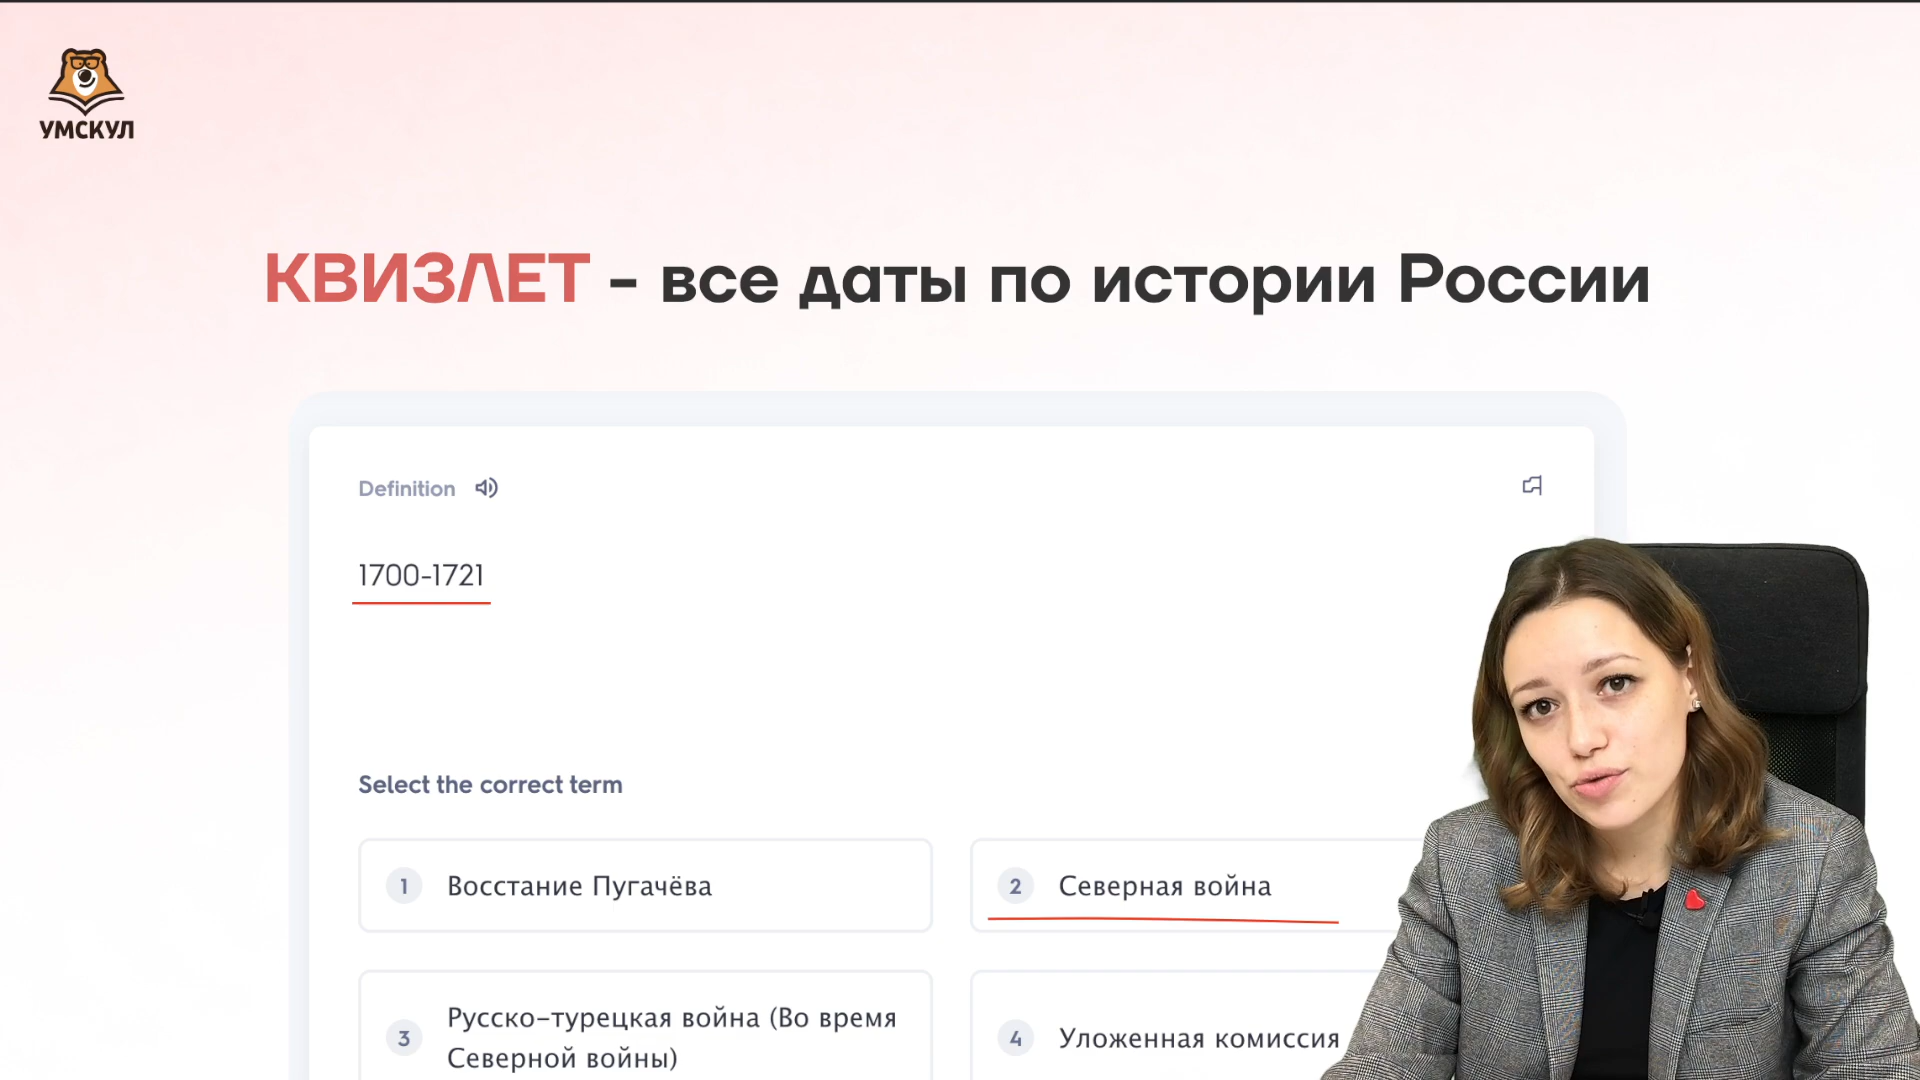 УМСКУЛ
КВИЗЛЕТ - все даты по истории России
Definition
1700-1721
Select the correct term
1 Восстание Пугачёва
2 Северная война
3 Русско-турецкая война (Во время
Северной войны)
4 Уложенная комиссия